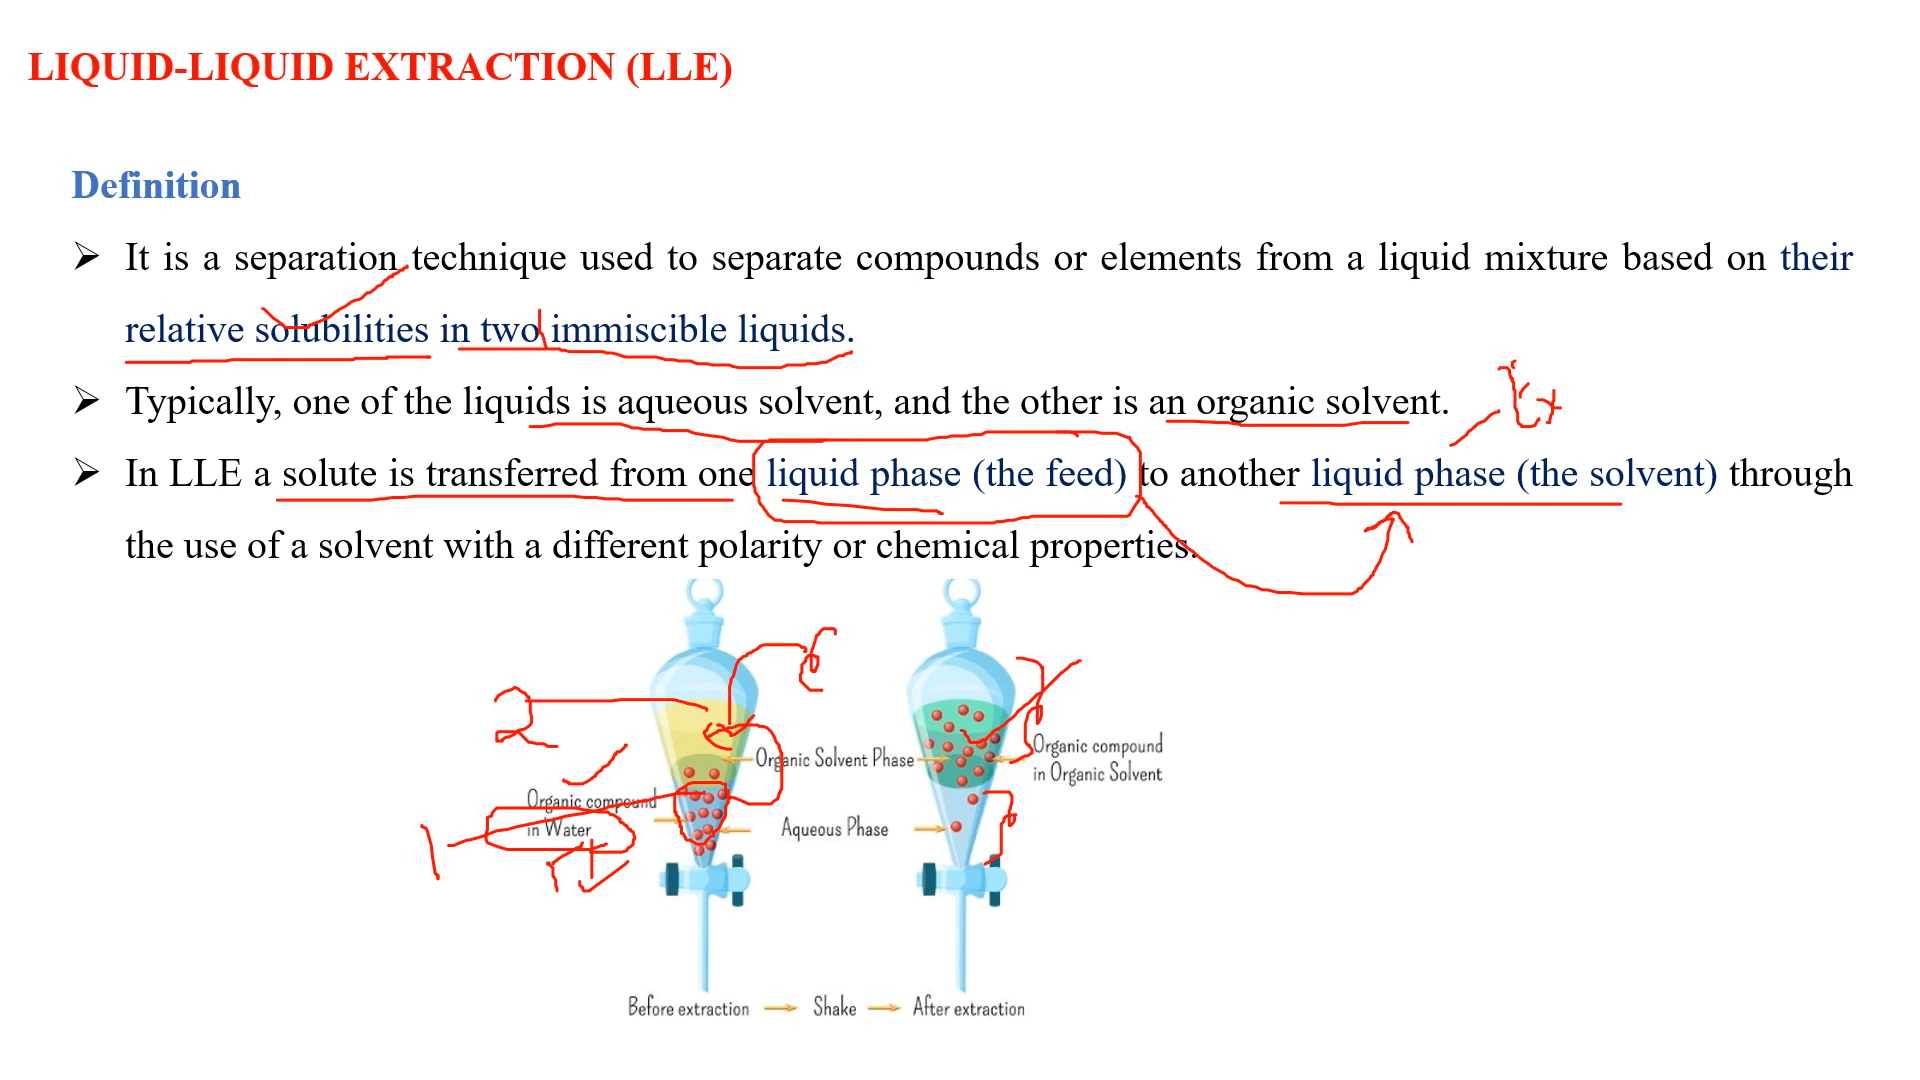 LIQUID-LIQUID EXTRACTION (LLE)
Definition
➢ It is a separation technique used to separate compounds or elements from a liquid mixture based on their
relative solubilities in two immiscible liquids.
➢ Typically, one of the liquids is aqueous solvent, and the other is an organic solvent.
➢ In LLE a solute is transferred from one liquid phase (the feed) to another liquid phase (the solvent) through
the use of a solvent with a different polarity or chemical properties.
2
Organic Solvent Phase
Organic compound
in Organic Solvent
Organic compound
in Water
Aqueous Phase
1
Before extraction → Shake → After extraction